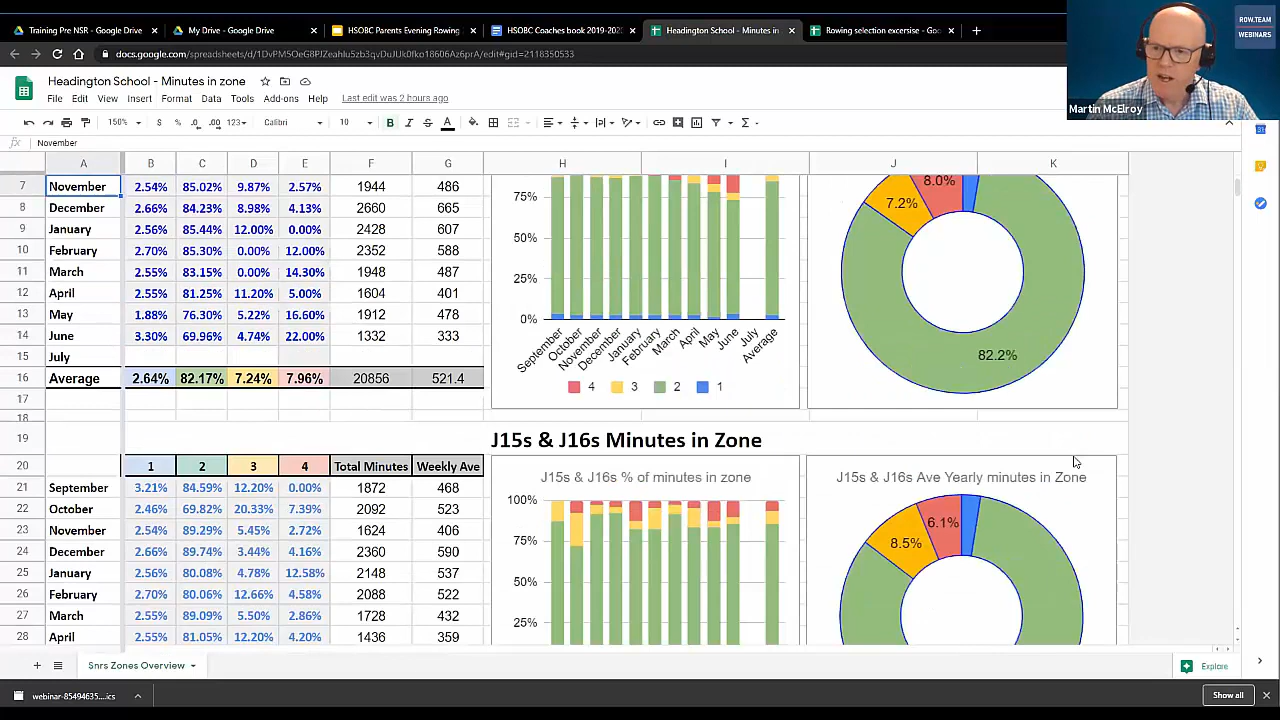 Training Pre NSR - Google Drive × My Drive - Google Drive × HSOBC Parents Evening Rowing × HSOBC Coaches book 2019-202 × Headington School - Minutes in × Rowing selection excersise - Goo ×
ROW.TEAM
WEBINARS
Headington School - Minutes in zone
File Edit View Insert Format Data Tools Add-ons Help Last edit was 2 hours ago
Martin McElroy
150% $ % .0 .00 123 Calibri 10 B S A
fx November
A B C D E F G H I J K
7 November 2.54% 85.02% 9.87% 2.57% 1944 486
8 December 2.66% 84.23% 8.98% 4.13% 2660 665
9 January 2.56% 85.44% 12.00% 0.00% 2428 607
10 February 2.70% 85.30% 0.00% 12.00% 2352 588
11 March 2.55% 83.15% 0.00% 14.30% 1948 487
12 April 2.55% 81.25% 11.20% 5.00% 1604 401
13 May 1.88% 76.30% 5.22% 16.60% 1912 478
14 June 3.30% 69.96% 4.74% 22.00% 1332 333
15 July
16 Average 2.64% 82.17% 7.24% 7.96% 20856 521.4
17
18
75%
50%
25%
0%
September October November December January February March April May June July Average
4 3 2 1
8.0%
7.2%
82.2%
19 J15s & J16s Minutes in Zone
20 1 2 3 4 Total Minutes Weekly Ave
21 September 3.21% 84.59% 12.20% 0.00% 1872 468
22 October 2.46% 69.82% 20.33% 7.39% 2092 523
23 November 2.54% 89.29% 5.45% 2.72% 1624 406
24 December 2.66% 89.74% 3.44% 4.16% 2360 590
25 January 2.56% 80.08% 4.78% 12.58% 2148 537
26 February 2.70% 80.06% 12.66% 4.58% 2088 522
27 March 2.55% 89.09% 5.50% 2.86% 1728 432
28 April 2.55% 81.05% 12.20% 4.20% 1436 359
J15s & J16s % of minutes in zone
100%
75%
50%
25%
J15s & J16s Ave Yearly minutes in Zone
6.1%
8.5%
Snrs Zones Overview
Explore
webinar-85494635....ics
Show all